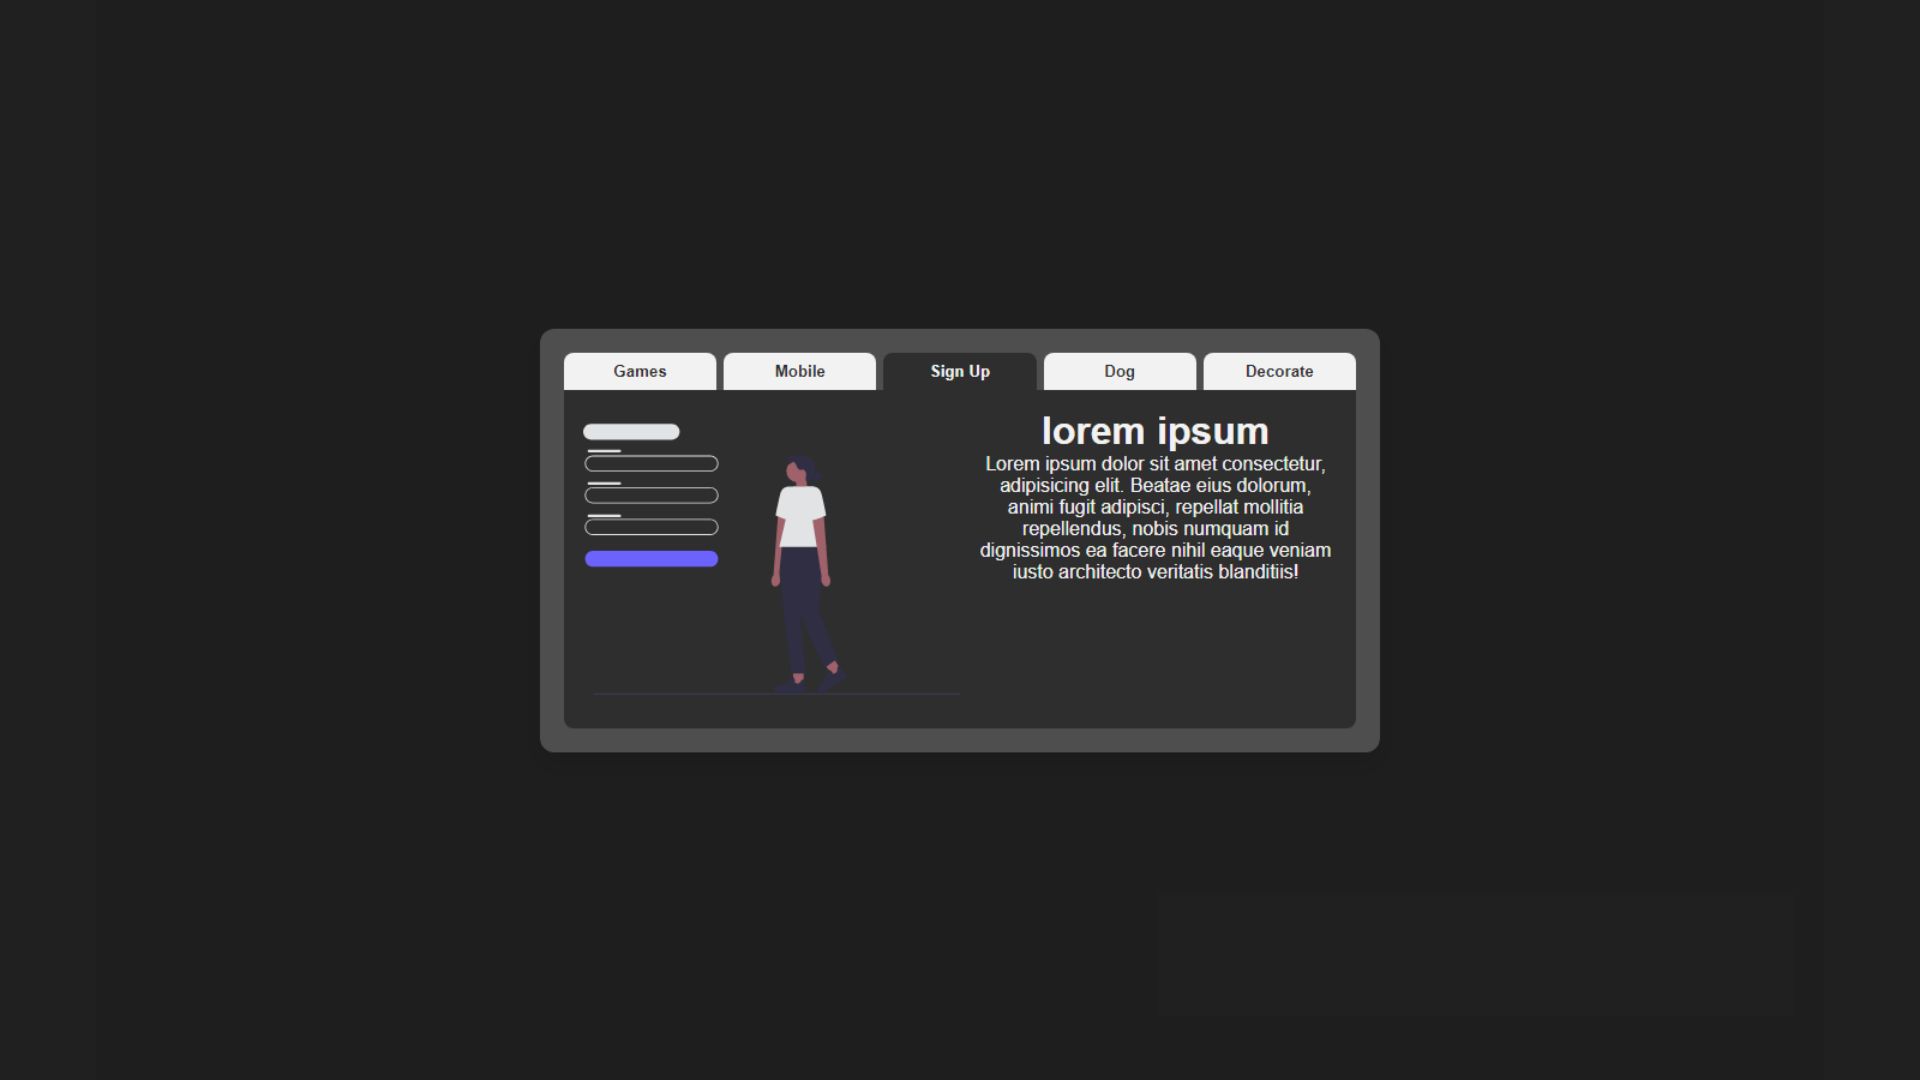 Games
Mobile
Sign Up
Dog
Decorate
lorem ipsum
Lorem ipsum dolor sit amet consectetur,
adipisicing elit. Beatae eius dolorum,
animi fugit adipisci, repellat mollitia
repellendus, nobis numquam id
dignissimos ea facere nihil eaque veniam
iusto architecto veritatis blanditiis!